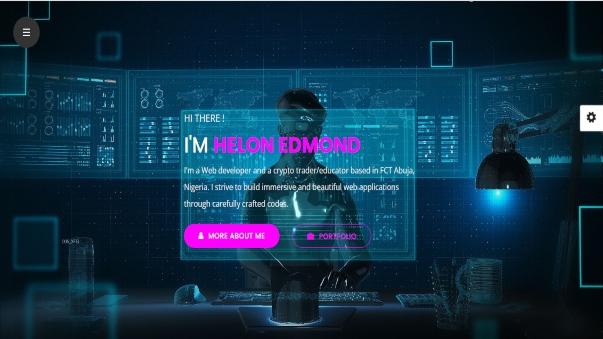 HI THERE !
I'M HELON EDMOND
I'm a Web developer and a crypto trader/educator based in FCT Abuja,
Nigeria. I strive to build immersive and beautiful web applications
through carefully crafted codes.
MORE ABOUT ME
PORTFOLIO